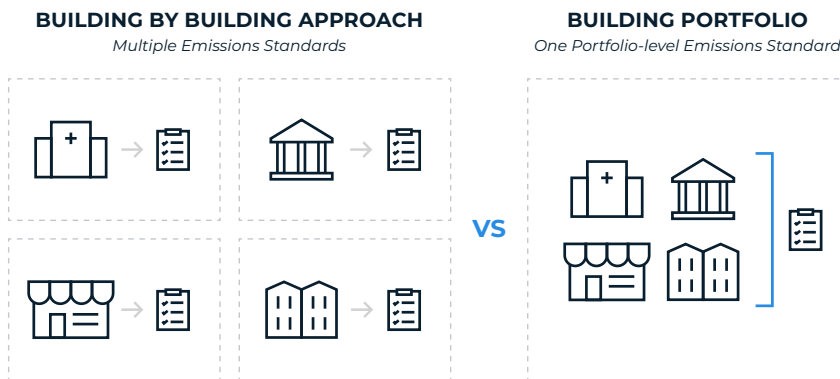 BUILDING BY BUILDING APPROACH
Multiple Emissions Standards
VS
BUILDING PORTFOLIO
One Portfolio-level Emissions Standard